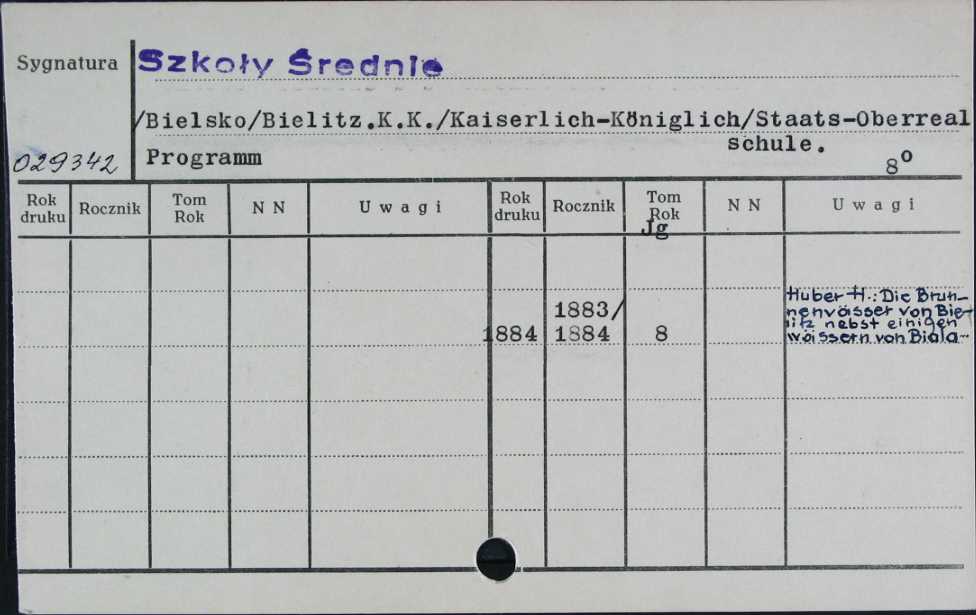 Sygnatura
Szkoły Średnie
/Bielsko/Bielitz.K.K./Kaiserlich-Königlich/Staats-Oberreal
schule.
029342
Programm
8°
Rok druku Rocznik Tom Rok N N Uwagi Rok druku Rocznik Tom Rok N N Uwagi
Jg
1884 1883/1884 8
Huber H.: Die Brun-
nenwässer von Bie-
litz nebst einigen
wässern von Biala-